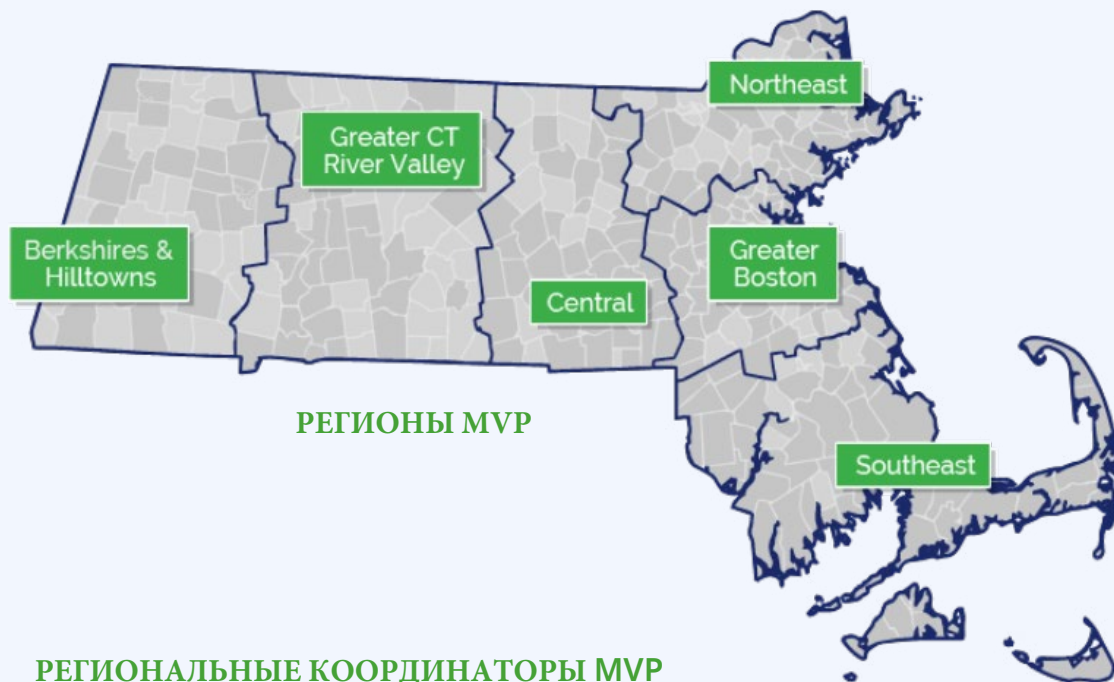 Northeast
Greater CT
River Valley
Berkshires &
Hilltowns
Greater
Boston
Central
РЕГИОНЫ MVP
Southeast
РЕГИОНАЛЬНЫЕ КООРДИНАТОРЫ MVP